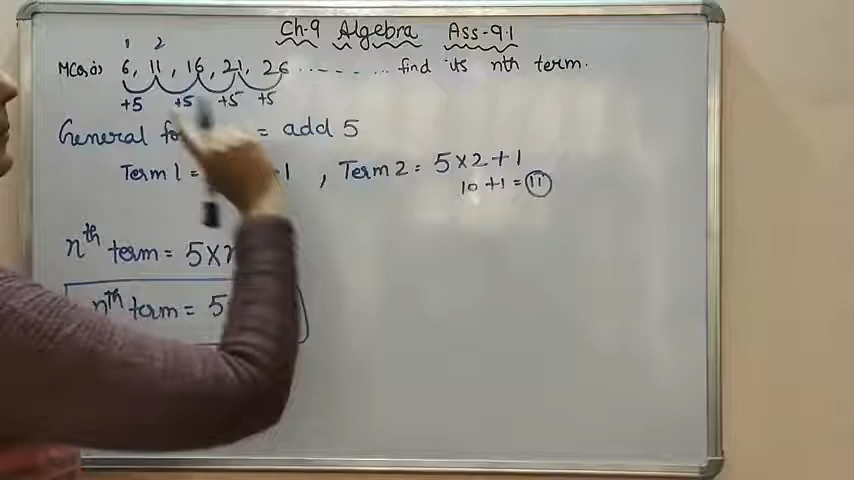 Ch-9 Algebra Ass-9.1
1 2
MCQs i) 6, 11, 16, 21, 26 ........ find its nth term.
+5 +5 +5 +5
General = add 5
Term 1 = 1 , Term 2 = 5×2+1
10 +1 = 11
nth term = 5×n
nth term = 5